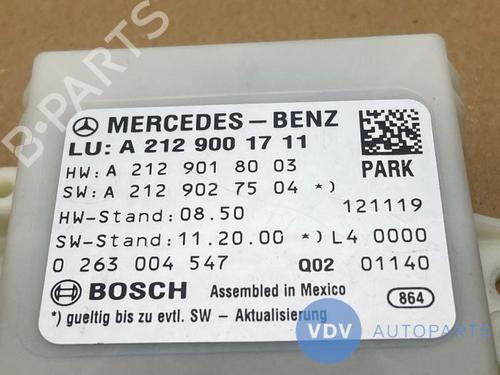 MERCEDES-BENZ
LU: A 212 900 17 11
HW: A 212 901 80 03 PARK
SW: A 212 902 75 04 *)
HW-Stand: 08.50 121119
SW-Stand: 11.20.00 *) L4 0000
0 263 004 547 Q02 01140
BOSCH Assembled in Mexico 864
*) gueltig bis zu evtl. SW - Aktualisierung
B-PARTS
VDV AUTOPARTS